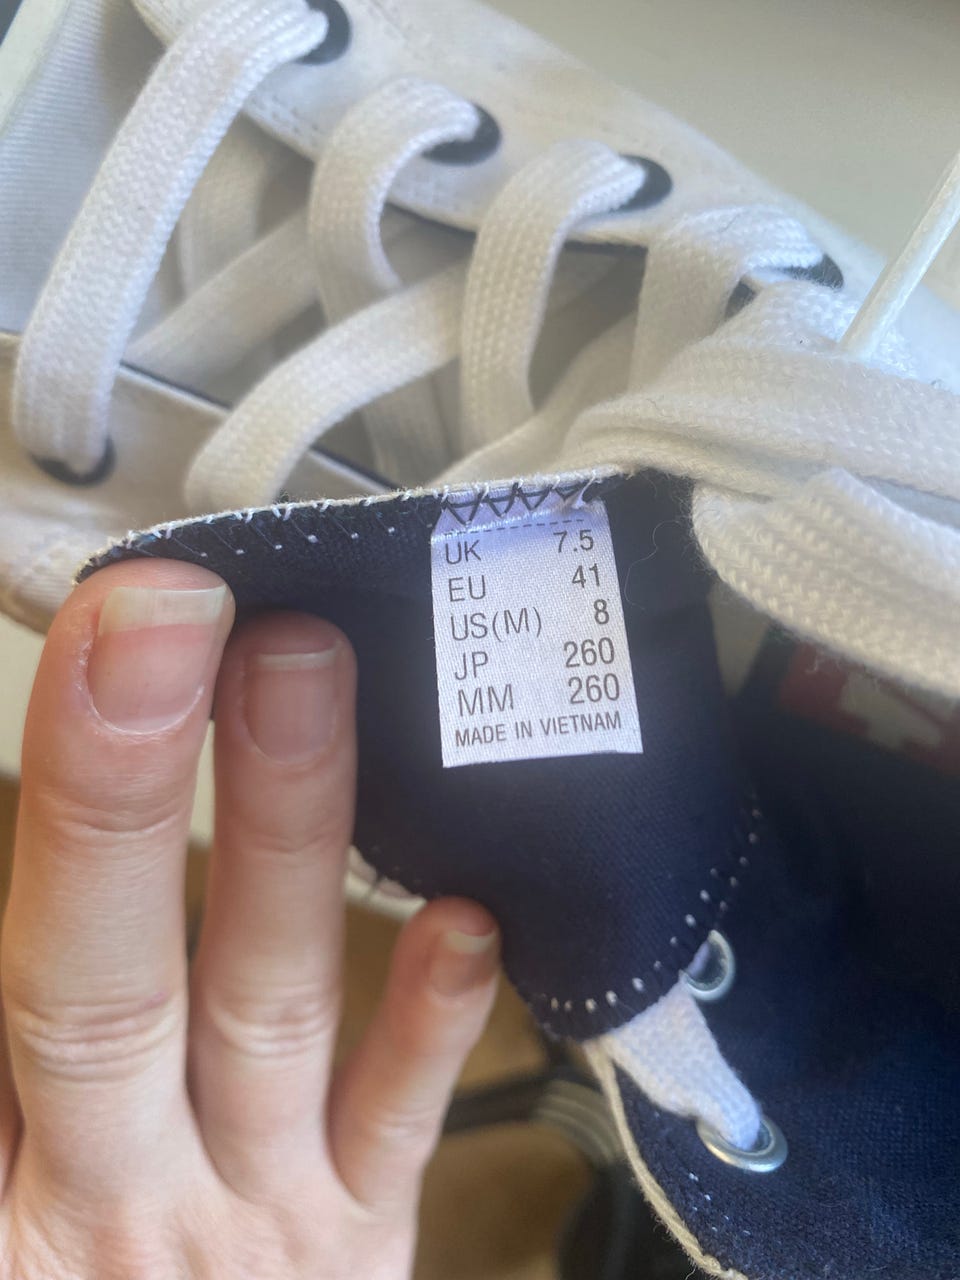 UK 7.5
EU 41
US(M) 8
JP 260
MM 260
MADE IN VIETNAM